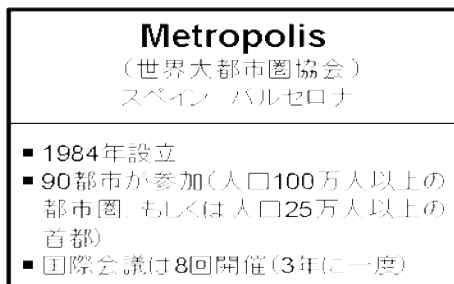 Metropolis
(世界大都市圏協会)
スペイン バルセロナ
■ 1984年設立
■ 90都市が参加(人口100万人以上の
都市圏、もしくは人口25万人以上の
首都)
■ 国際会議は8回開催(3年に一度)